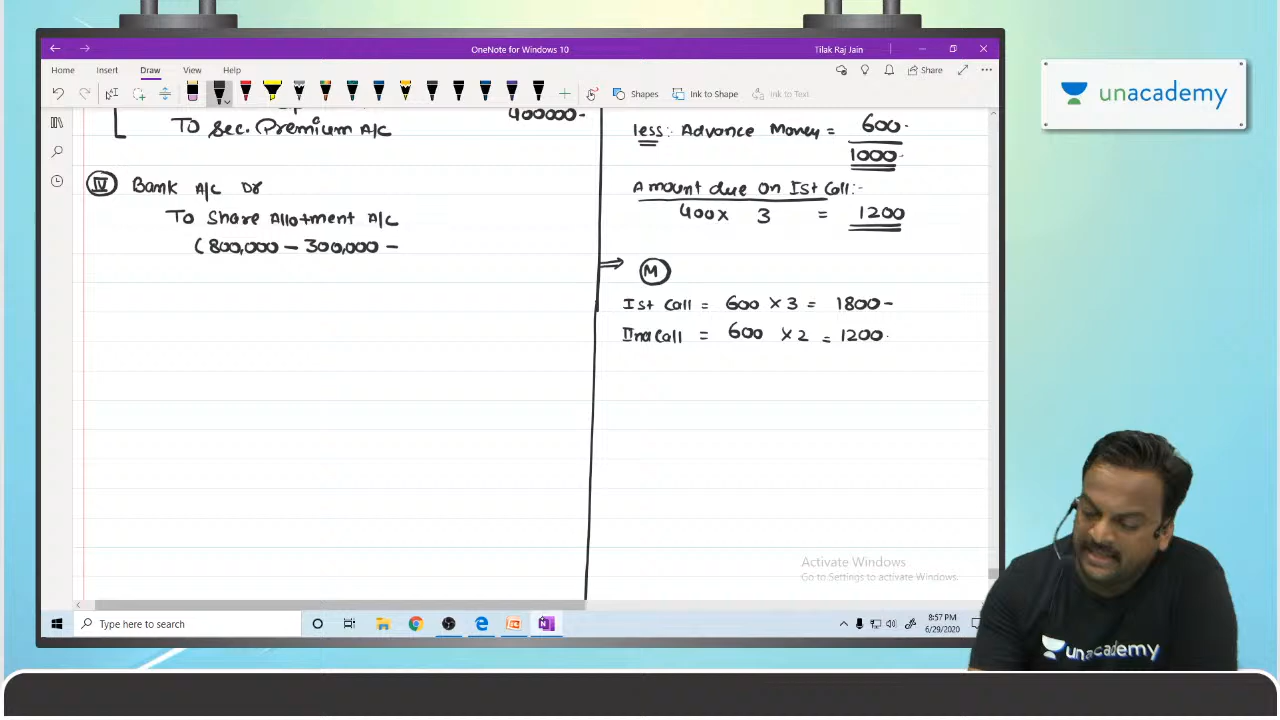 OneNote for Windows 10
Tilak Raj Jain
Home Insert Draw View Help
Share
Shapes Ink to Shape Ink to Text
400000-
To Sec. Premium A/c
IV Bank A/c Dr
To Share Allotment A/c
(800,000 - 300,000 -
less:- Advance Money = 600-
1000-
Amount due on Ist Call:-
400 x 3 = 1200
⇒ M
Ist Call = 600 x 3 = 1800-
IInd Call = 600 x 2 = 1200-
Activate Windows
Go to Settings to activate Windows.
Type here to search
8:57 PM
6/29/2020
unacademy
unacademy